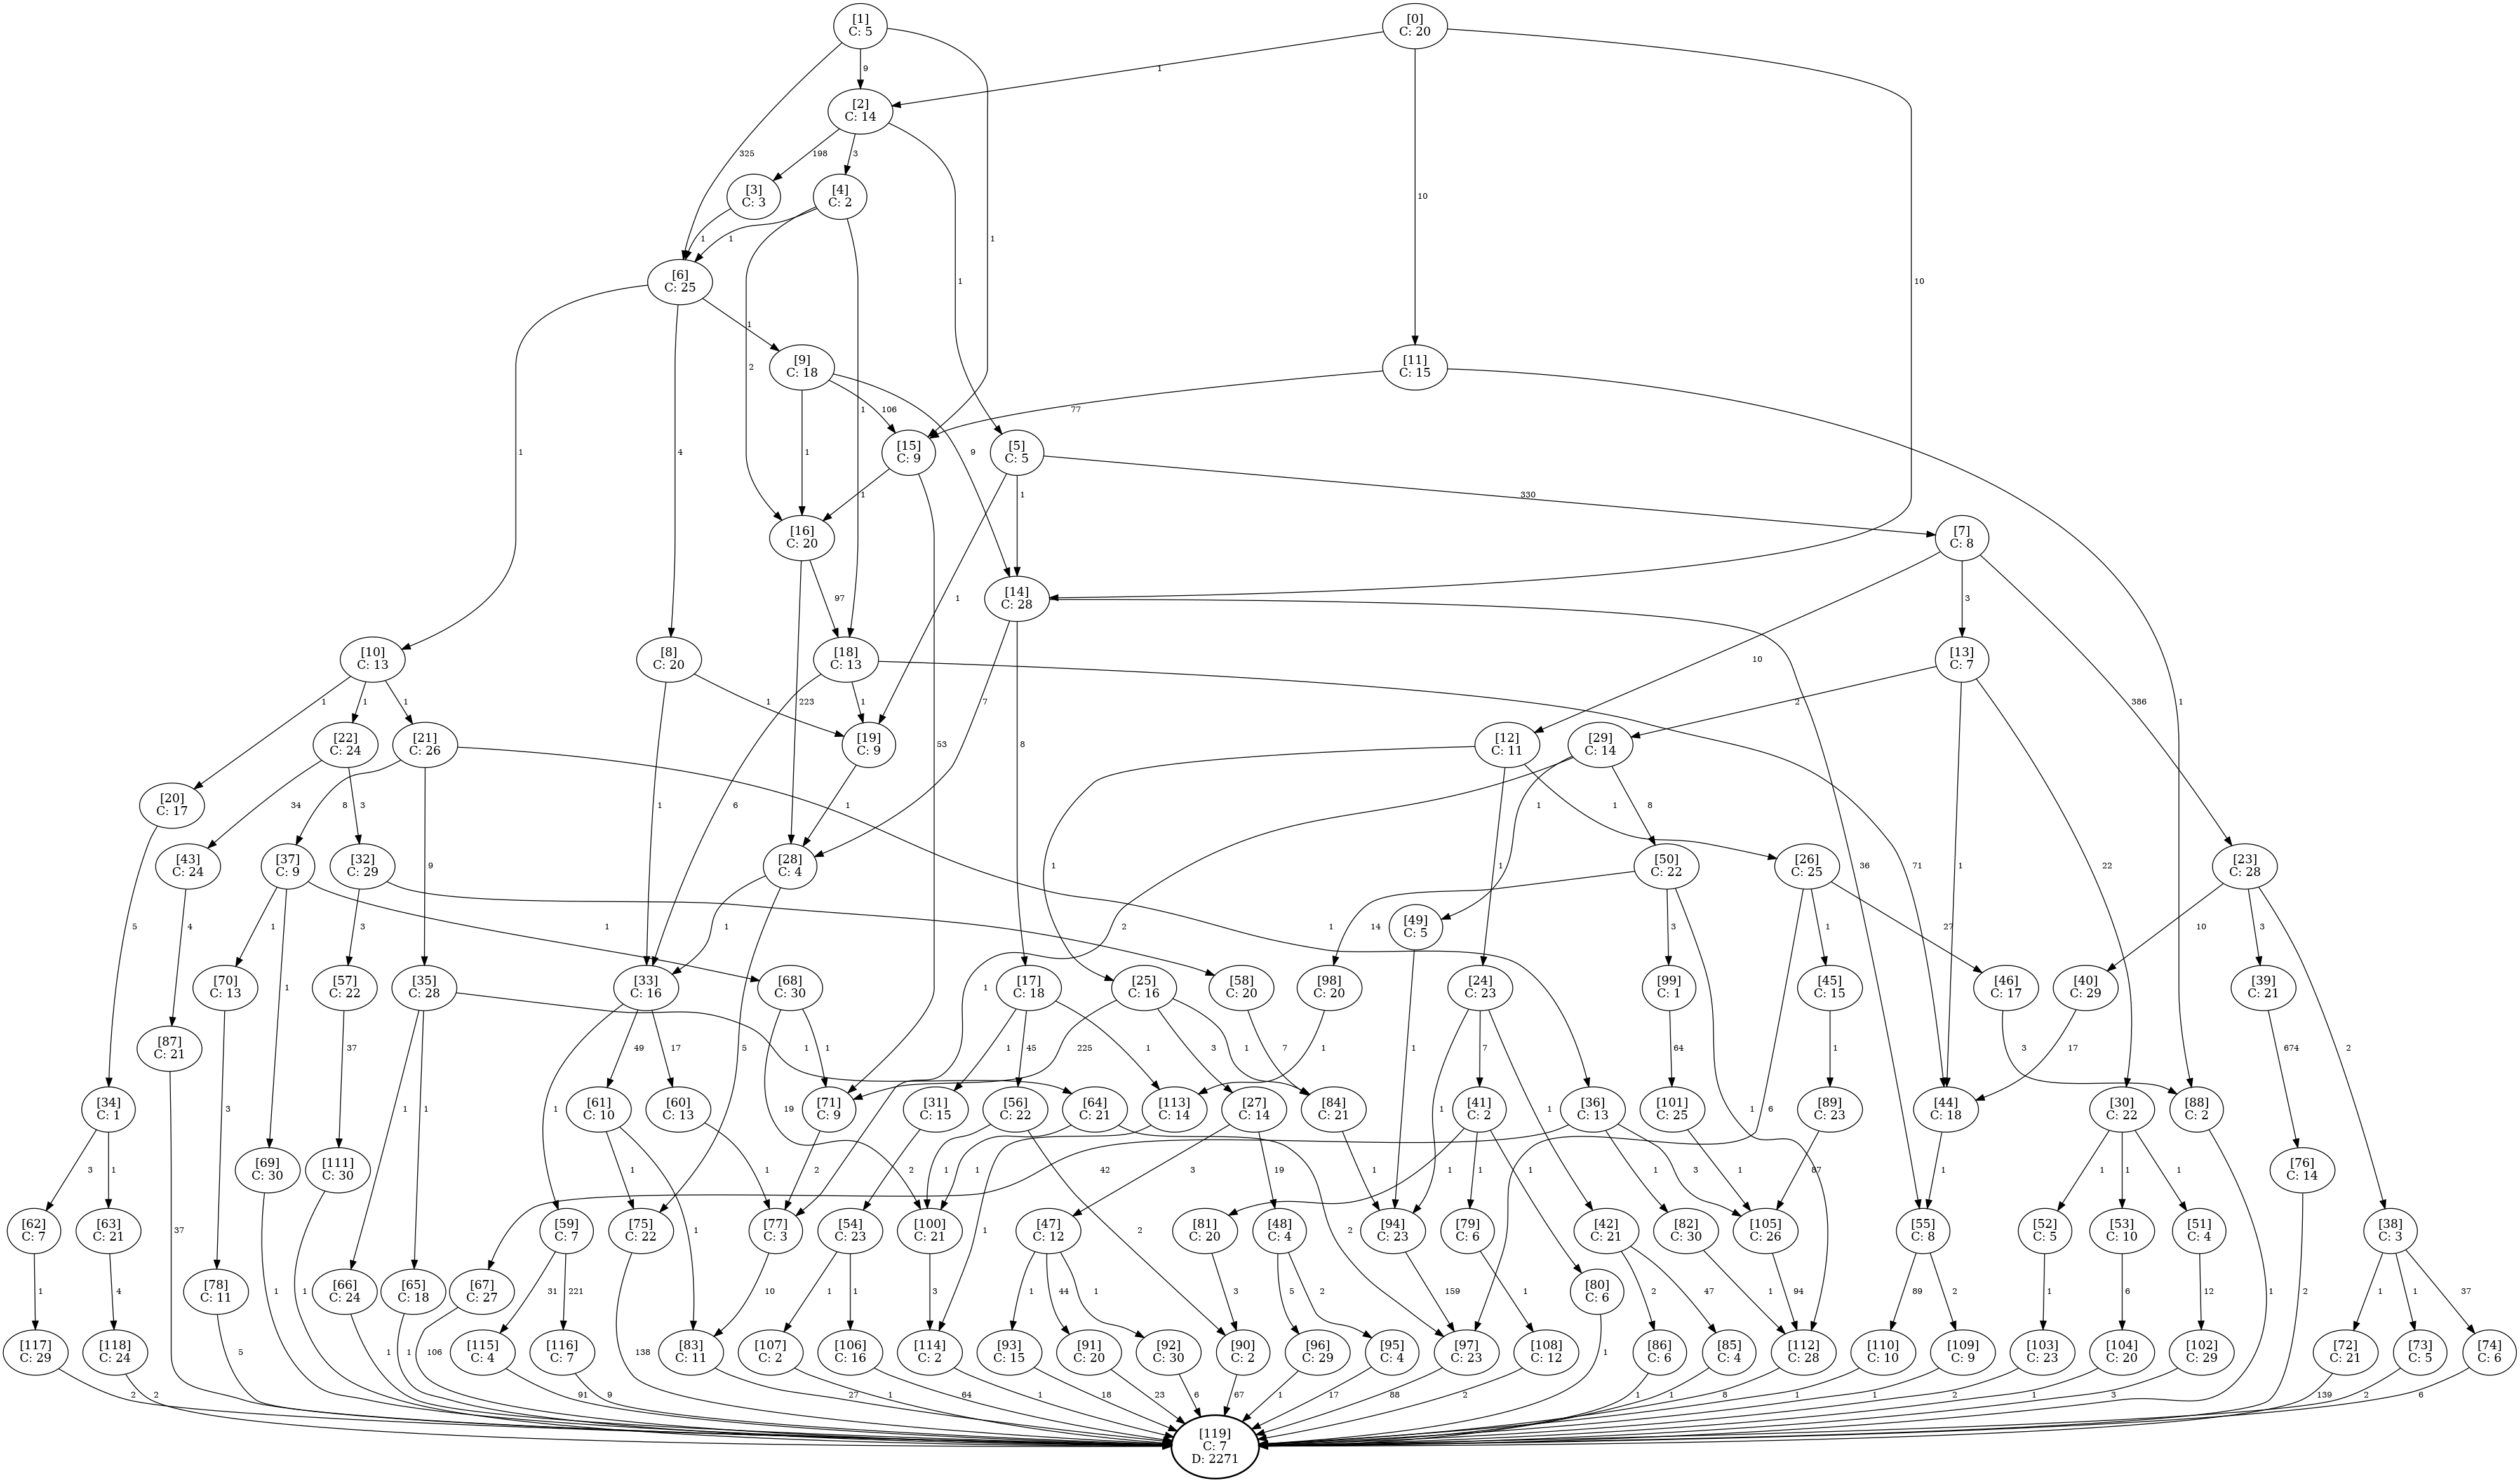 [1]
C: 5
[0]
C: 20
9
1
[2]
C: 14
325
198
3
1
10
10
[3]
C: 3
[4]
C: 2
1
1
1
1
[6]
C: 25
1
[9]
C: 18
[11]
C: 15
2
1
106
77
1
4
1
9
330
[15]
C: 9
[5]
C: 5
1
1
[16]
C: 20
[7]
C: 8
97
1
10
3
[14]
C: 28
[10]
C: 13
[8]
C: 20
[18]
C: 13
[13]
C: 7
1
1
1
1
1
223
7
8
53
2
386
1
[22]
C: 24
[21]
C: 26
[19]
C: 9
[12]
C: 11
[29]
C: 14
[20]
C: 17
34
3
8
1
1
6
1
1
8
1
[43]
C: 24
[37]
C: 9
[32]
C: 29
9
[28]
C: 4
1
1
2
[50]
C: 22
[26]
C: 25
36
71
1
22
[23]
C: 28
5
4
1
1
3
1
1
1
14
3
1
27
10
3
[49]
C: 5
[70]
C: 13
[57]
C: 22
[35]
C: 28
[33]
C: 16
[68]
C: 30
[17]
C: 18
[25]
C: 16
[58]
C: 20
[98]
C: 20
[24]
C: 23
[99]
C: 1
[45]
C: 15
[46]
C: 17
[40]
C: 29
[39]
C: 21
37
1
49
17
1
5
1
45
1
225
3
1
7
1
1
7
64
1
3
17
674
2
[87]
C: 21
[34]
C: 1
[61]
C: 10
[60]
C: 13
[71]
C: 9
[31]
C: 15
[56]
C: 22
[64]
C: 21
[113]
C: 14
[27]
C: 14
[84]
C: 21
[41]
C: 2
[36]
C: 13
[101]
C: 25
[89]
C: 23
[44]
C: 18
[30]
C: 22
[88]
C: 2
1
1
1
6
3
1
3
1
1
1
1
19
1
2
2
1
1
42
1
3
19
1
1
1
1
1
3
1
87
1
1
1
1
[69]
C: 30
[111]
C: 30
[76]
C: 14
[62]
C: 7
[63]
C: 21
[59]
C: 7
[75]
C: 22
[77]
C: 3
[54]
C: 23
[100]
C: 21
[47]
C: 12
[81]
C: 20
[48]
C: 4
[94]
C: 23
[79]
C: 6
[42]
C: 21
[82]
C: 30
[105]
C: 26
[55]
C: 8
[52]
C: 5
[53]
C: 10
[51]
C: 4
[38]
C: 3
2
2
37
[78]
C: 11
[66]
C: 24
[65]
C: 18
[67]
C: 27
[80]
C: 6
1
4
1
1
31
221
10
1
1
3
1
44
1
3
5
2
159
1
2
47
1
94
89
2
1
6
12
2
1
1
37
1
[117]
C: 29
[118]
C: 24
[115]
C: 4
[116]
C: 7
[83]
C: 11
[107]
C: 2
[106]
C: 16
[114]
C: 2
[93]
C: 15
[91]
C: 20
[92]
C: 30
[90]
C: 2
[96]
C: 29
[95]
C: 4
[97]
C: 23
[108]
C: 12
[86]
C: 6
[85]
C: 4
[112]
C: 28
[110]
C: 10
[109]
C: 9
[103]
C: 23
[104]
C: 20
[102]
C: 29
[72]
C: 21
[73]
C: 5
[74]
C: 6
5
1
1
106
138
1
2
2
91
9
27
1
64
1
18
23
6
67
1
17
88
2
1
1
8
1
1
2
1
3
139
2
6
[119]
C: 7
D: 2271